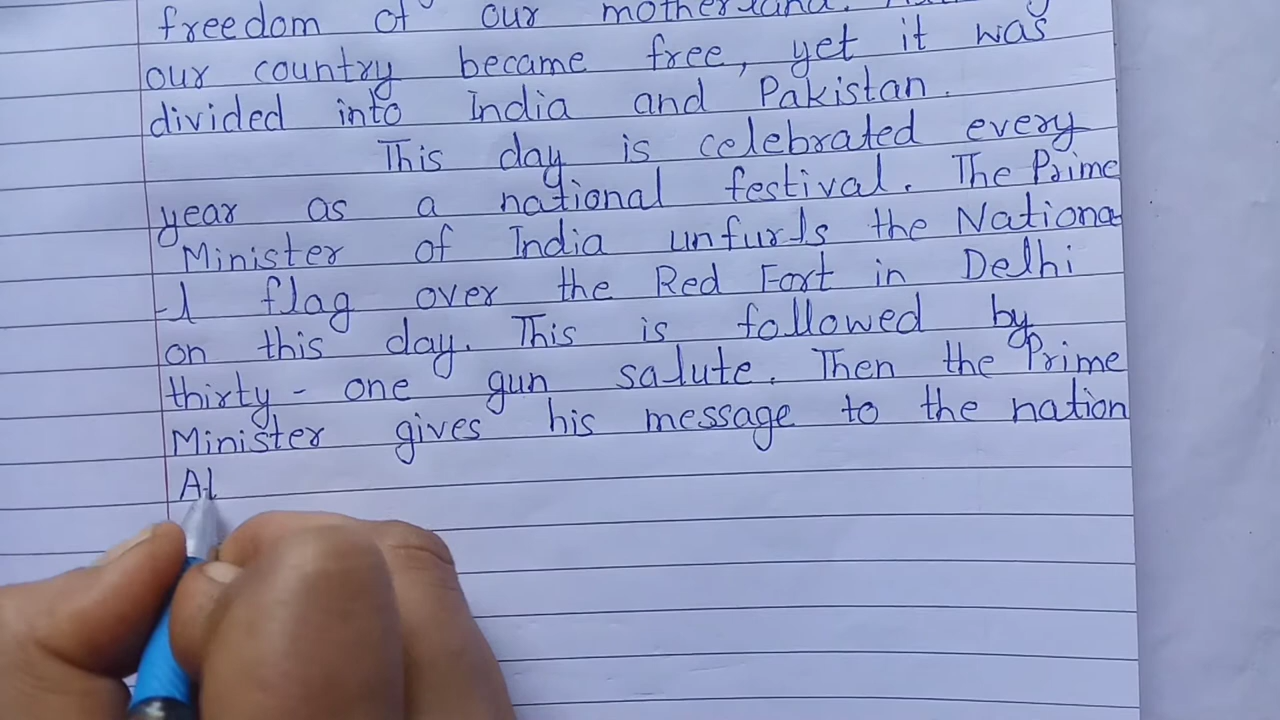 freedom of our motherland.
our country became free, yet it was
divided into India and Pakistan.
This day is celebrated every
year as a national festival. The Prime
Minister of India unfurls the Nationa
-l flag over the Red Fort in Delhi
on this day. This is followed by
thirty-one gun salute. Then the Prime
Minister gives his message to the nation
Al